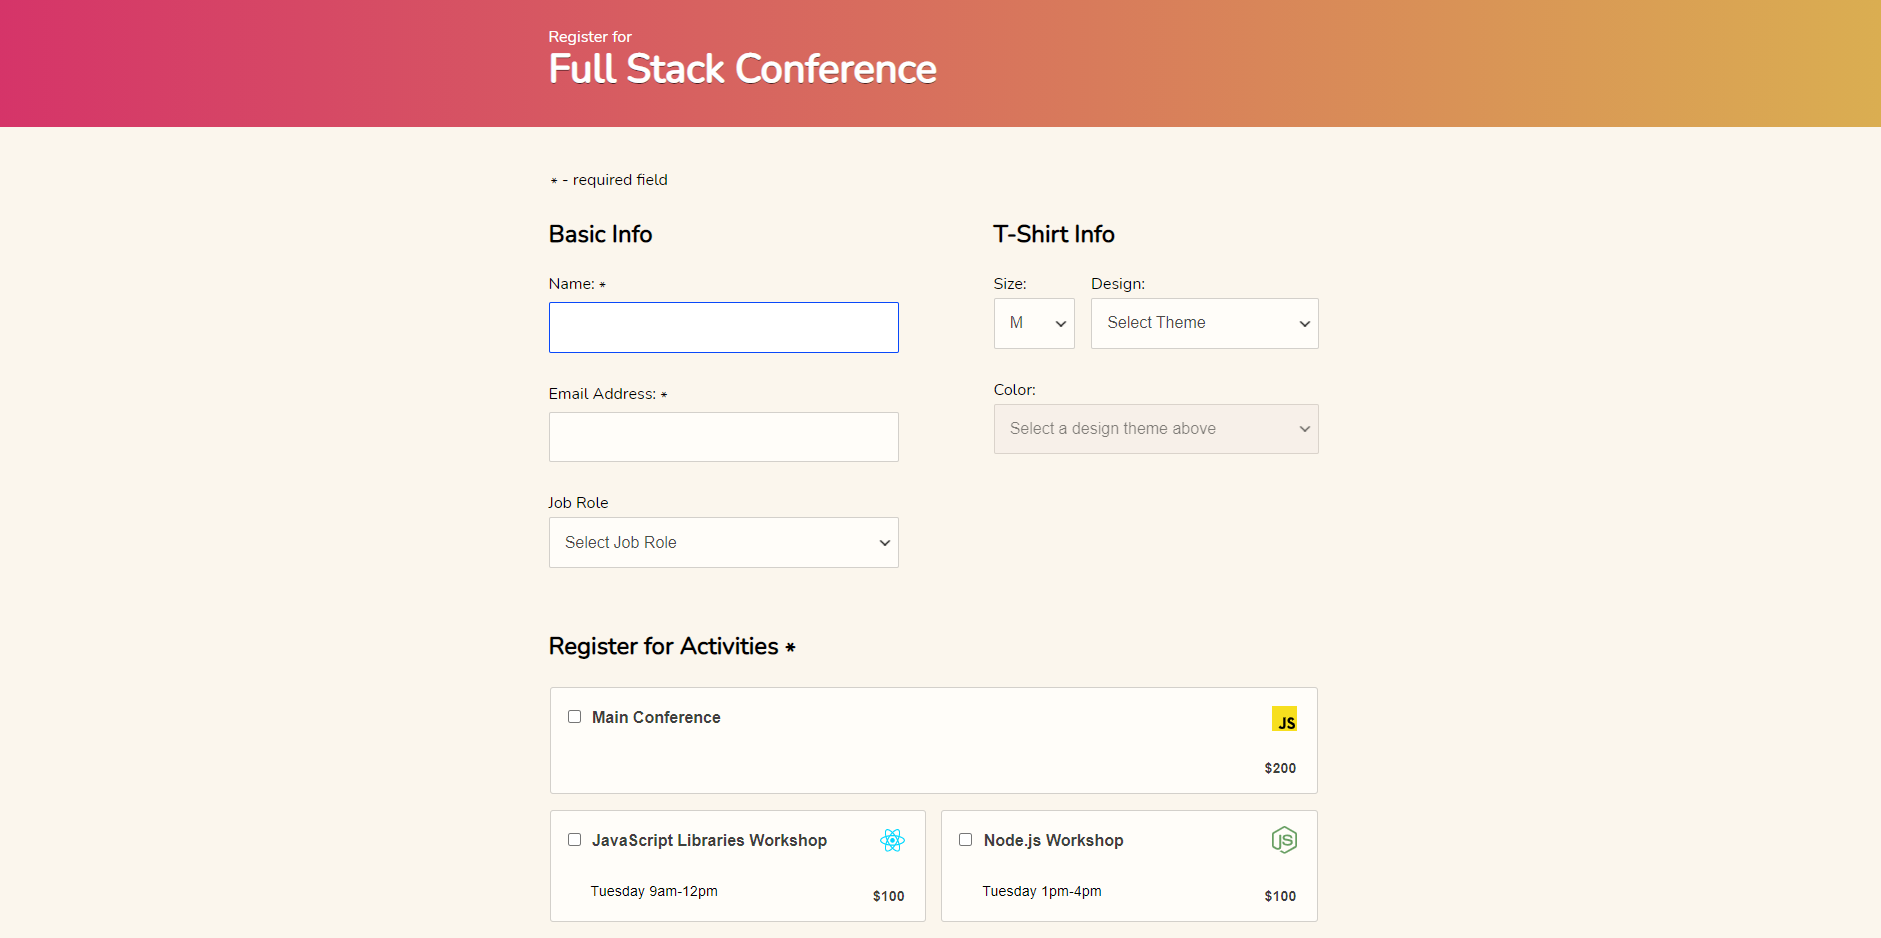 Register for
Full Stack Conference
* - required field
Basic Info
Name: *
Email Address: *
Job Role
Select Job Role
T-Shirt Info
Size:
Design:
M
Select Theme
Color:
Select a design theme above
Register for Activities *
Main Conference
JS
$200
JavaScript Libraries Workshop
Tuesday 9am-12pm
$100
Node.js Workshop
JS
Tuesday 1pm-4pm
$100